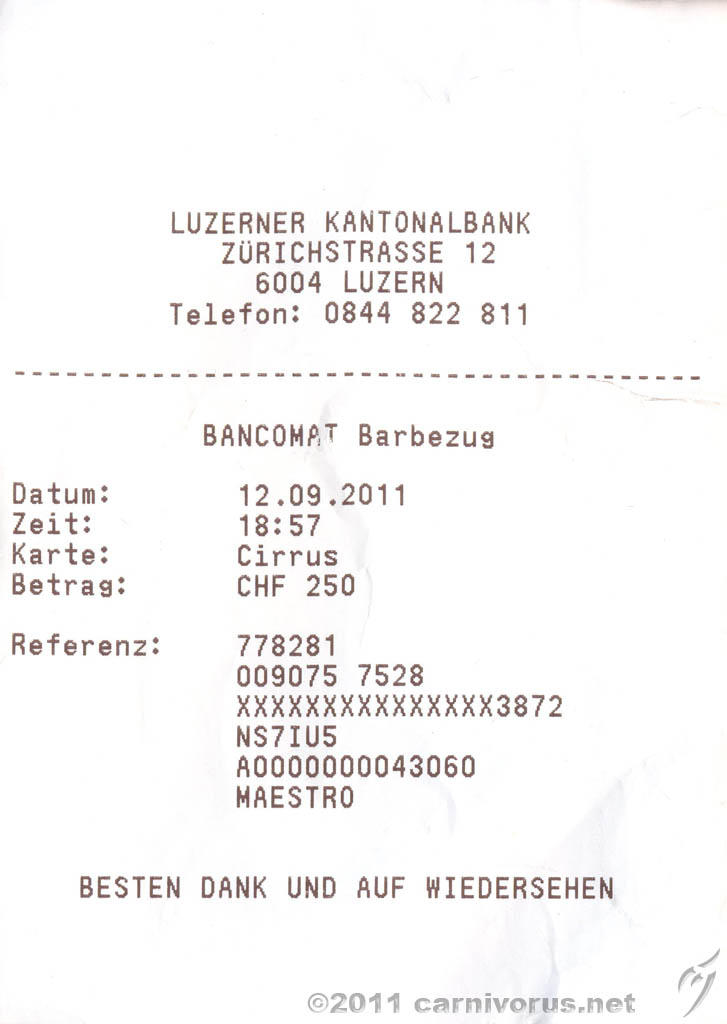 LUZERNER KANTONALBANK
ZÜRICHSTRASSE 12
6004 LUZERN
Telefon: 0844 822 811
-----------------------------------------
BANCOMAT Barbezug
Datum: 12.09.2011
Zeit: 18:57
Karte: Cirrus
Betrag: CHF 250
Referenz: 778281
009075 7528
XXXXXXXXXXXXXXX3872
NS7IU5
A0000000043060
MAESTRO
BESTEN DANK UND AUF WIEDERSEHEN
©2011 carnivorus.net